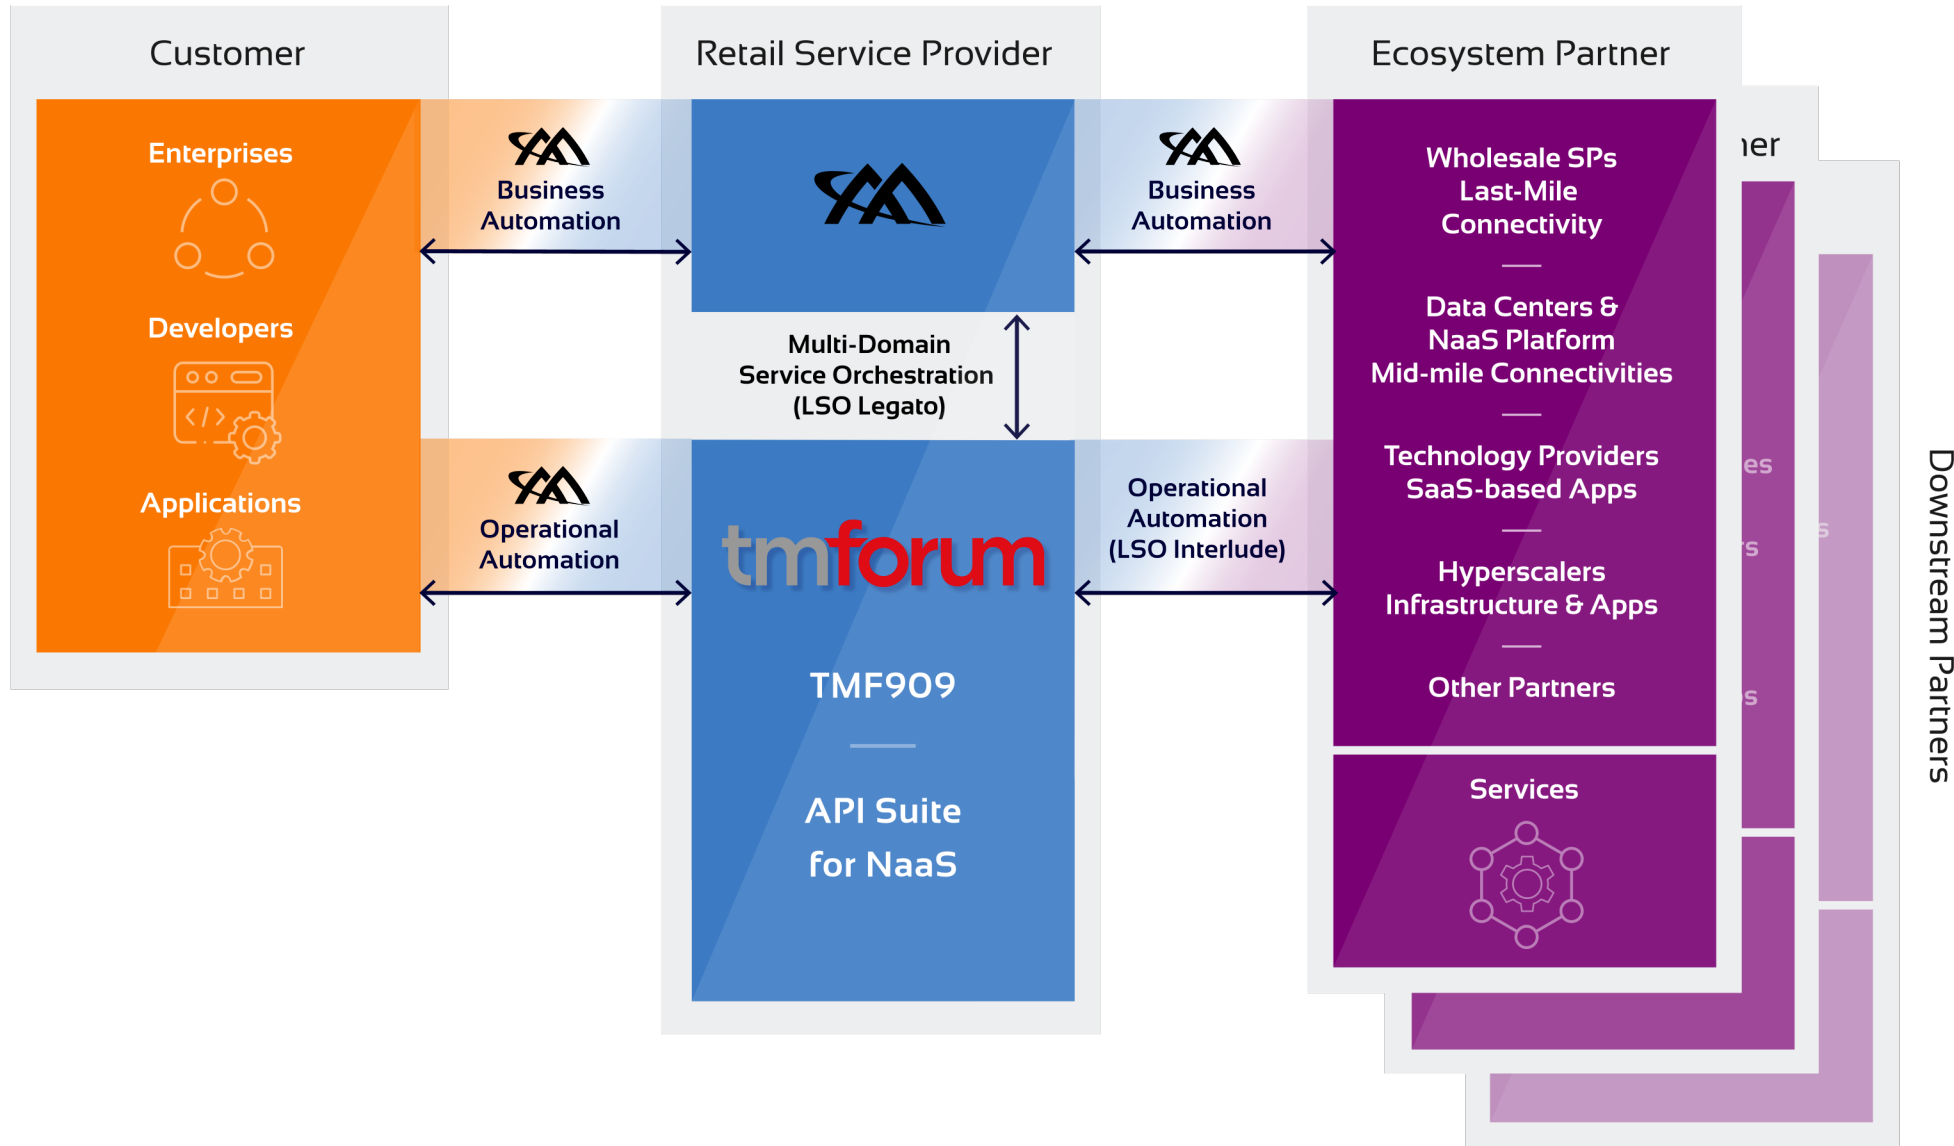 Customer
Enterprises
Developers
Applications
Business
Automation
Operational
Automation
Retail Service Provider
Multi-Domain
Service Orchestration
(LSO Legato)
tmforum
TMF909
API Suite
for NaaS
Business
Automation
Operational
Automation
(LSO Interlude)
Ecosystem Partner
Wholesale SPs
Last-Mile
Connectivity
Data Centers &
NaaS Platform
Mid-mile Connectivities
Technology Providers
SaaS-based Apps
Hyperscalers
Infrastructure & Apps
Other Partners
Services
Downstream Partners